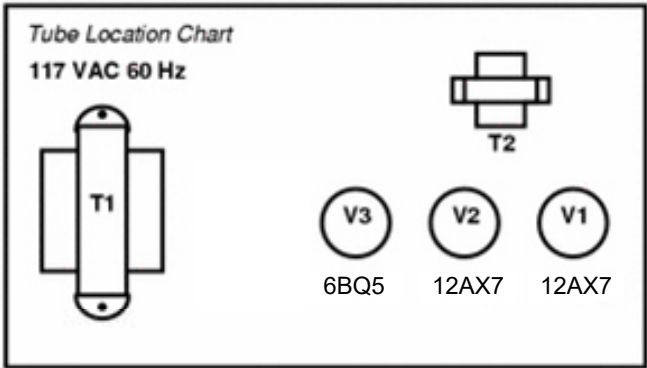 Tube Location Chart
117 VAC 60 Hz
T2
T1
V3 V2 V1
6BQ5 12AX7 12AX7